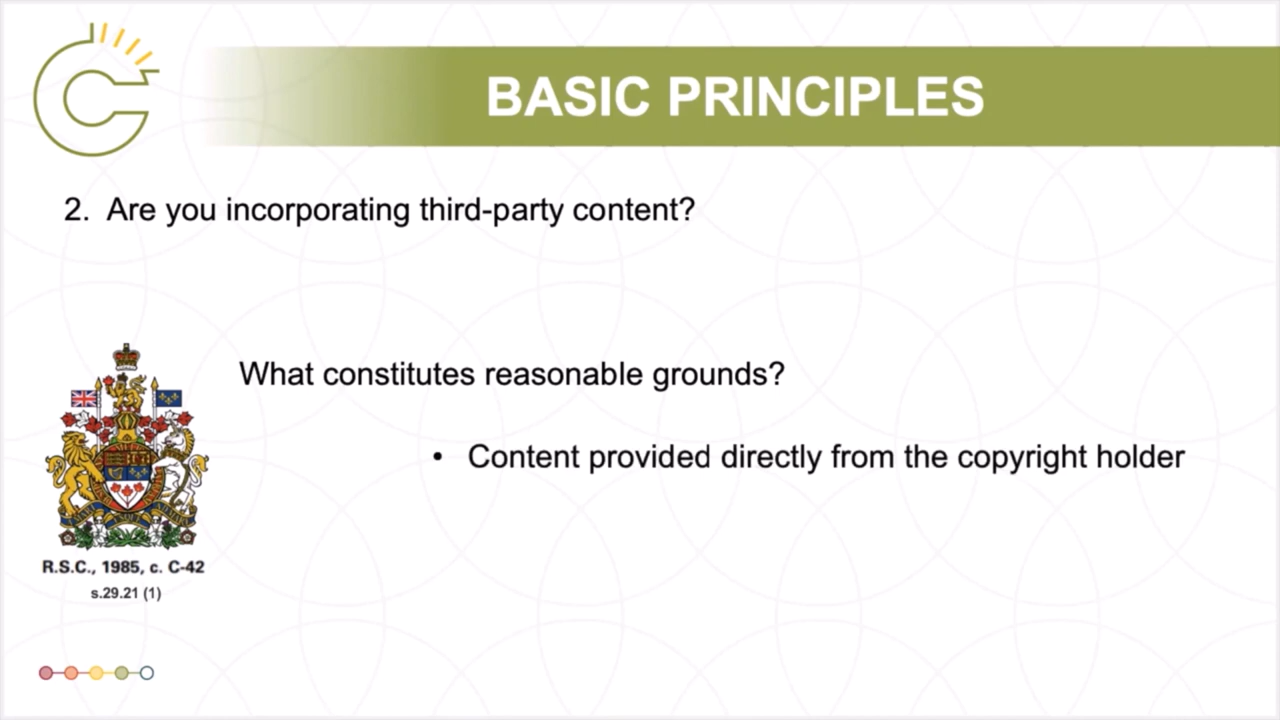 BASIC PRINCIPLES
2. Are you incorporating third-party content?
What constitutes reasonable grounds?
• Content provided directly from the copyright holder
R.S.C., 1985, c. C-42
s.29.21 (1)